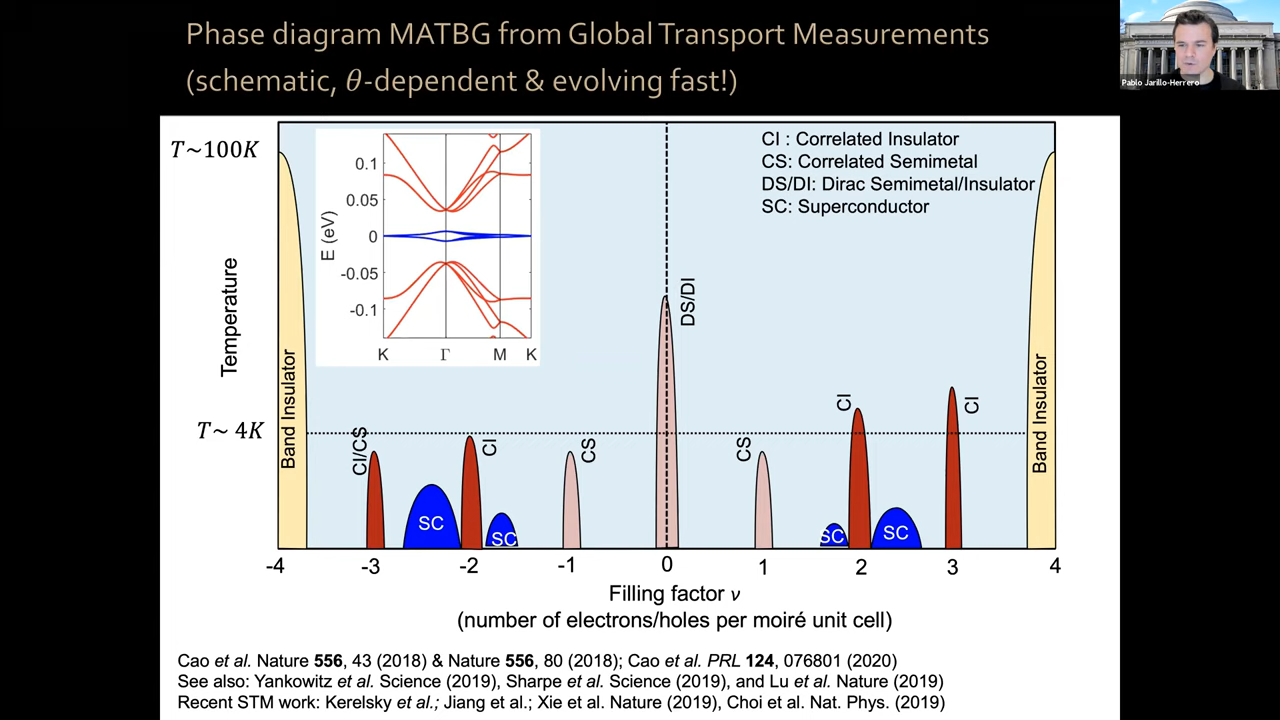 Phase diagram MATBG from Global Transport Measurements
(schematic, θ-dependent & evolving fast!)
Pablo Jarillo-Herrero
T~100K
T~ 4K
Temperature
0.1
0.05
0
-0.05
-0.1
E (eV)
K
Γ
M
K
CI : Correlated Insulator
CS: Correlated Semimetal
DS/DI: Dirac Semimetal/Insulator
SC: Superconductor
Band Insulator
CI/CS
SC
CI
SC
CS
DS/DI
CS
SC
CI
SC
CI
Band Insulator
-4
-3
-2
-1
0
1
2
3
4
Filling factor ν
(number of electrons/holes per moiré unit cell)
Cao et al. Nature 556, 43 (2018) & Nature 556, 80 (2018); Cao et al. PRL 124, 076801 (2020)
See also: Yankowitz et al. Science (2019), Sharpe et al. Science (2019), and Lu et al. Nature (2019)
Recent STM work: Kerelsky et al.; Jiang et al.; Xie et al. Nature (2019), Choi et al. Nat. Phys. (2019)